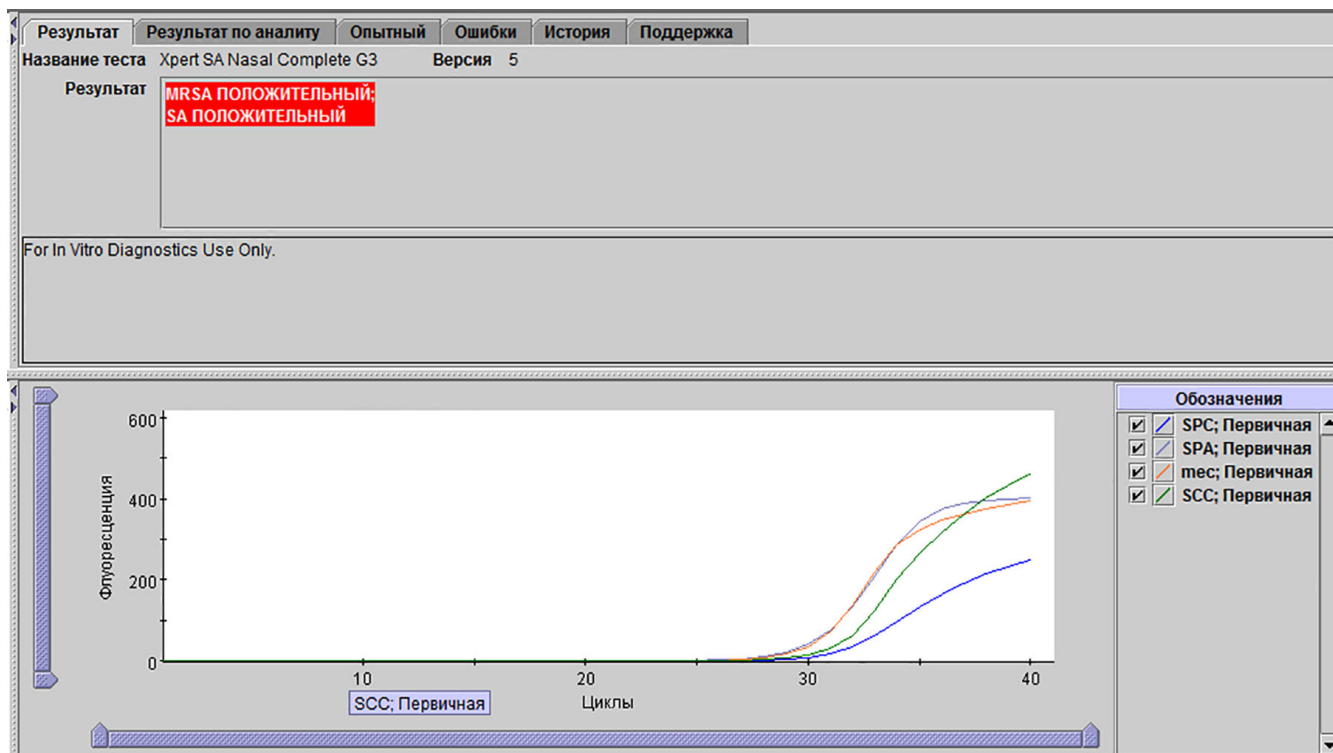 Результат Результат по аналиту Опытный Ошибки История Поддержка
Название теста Xpert SA Nasal Complete G3 Версия 5
Результат MRSA ПОЛОЖИТЕЛЬНЫЙ;
SA ПОЛОЖИТЕЛЬНЫЙ
For In Vitro Diagnostics Use Only.
Флуоресценция
600
400
200
0
10 20 30 40
SCC; Первичная
Циклы
Обозначения
SPC; Первичная
SPA; Первичная
mec; Первичная
SCC; Первичная